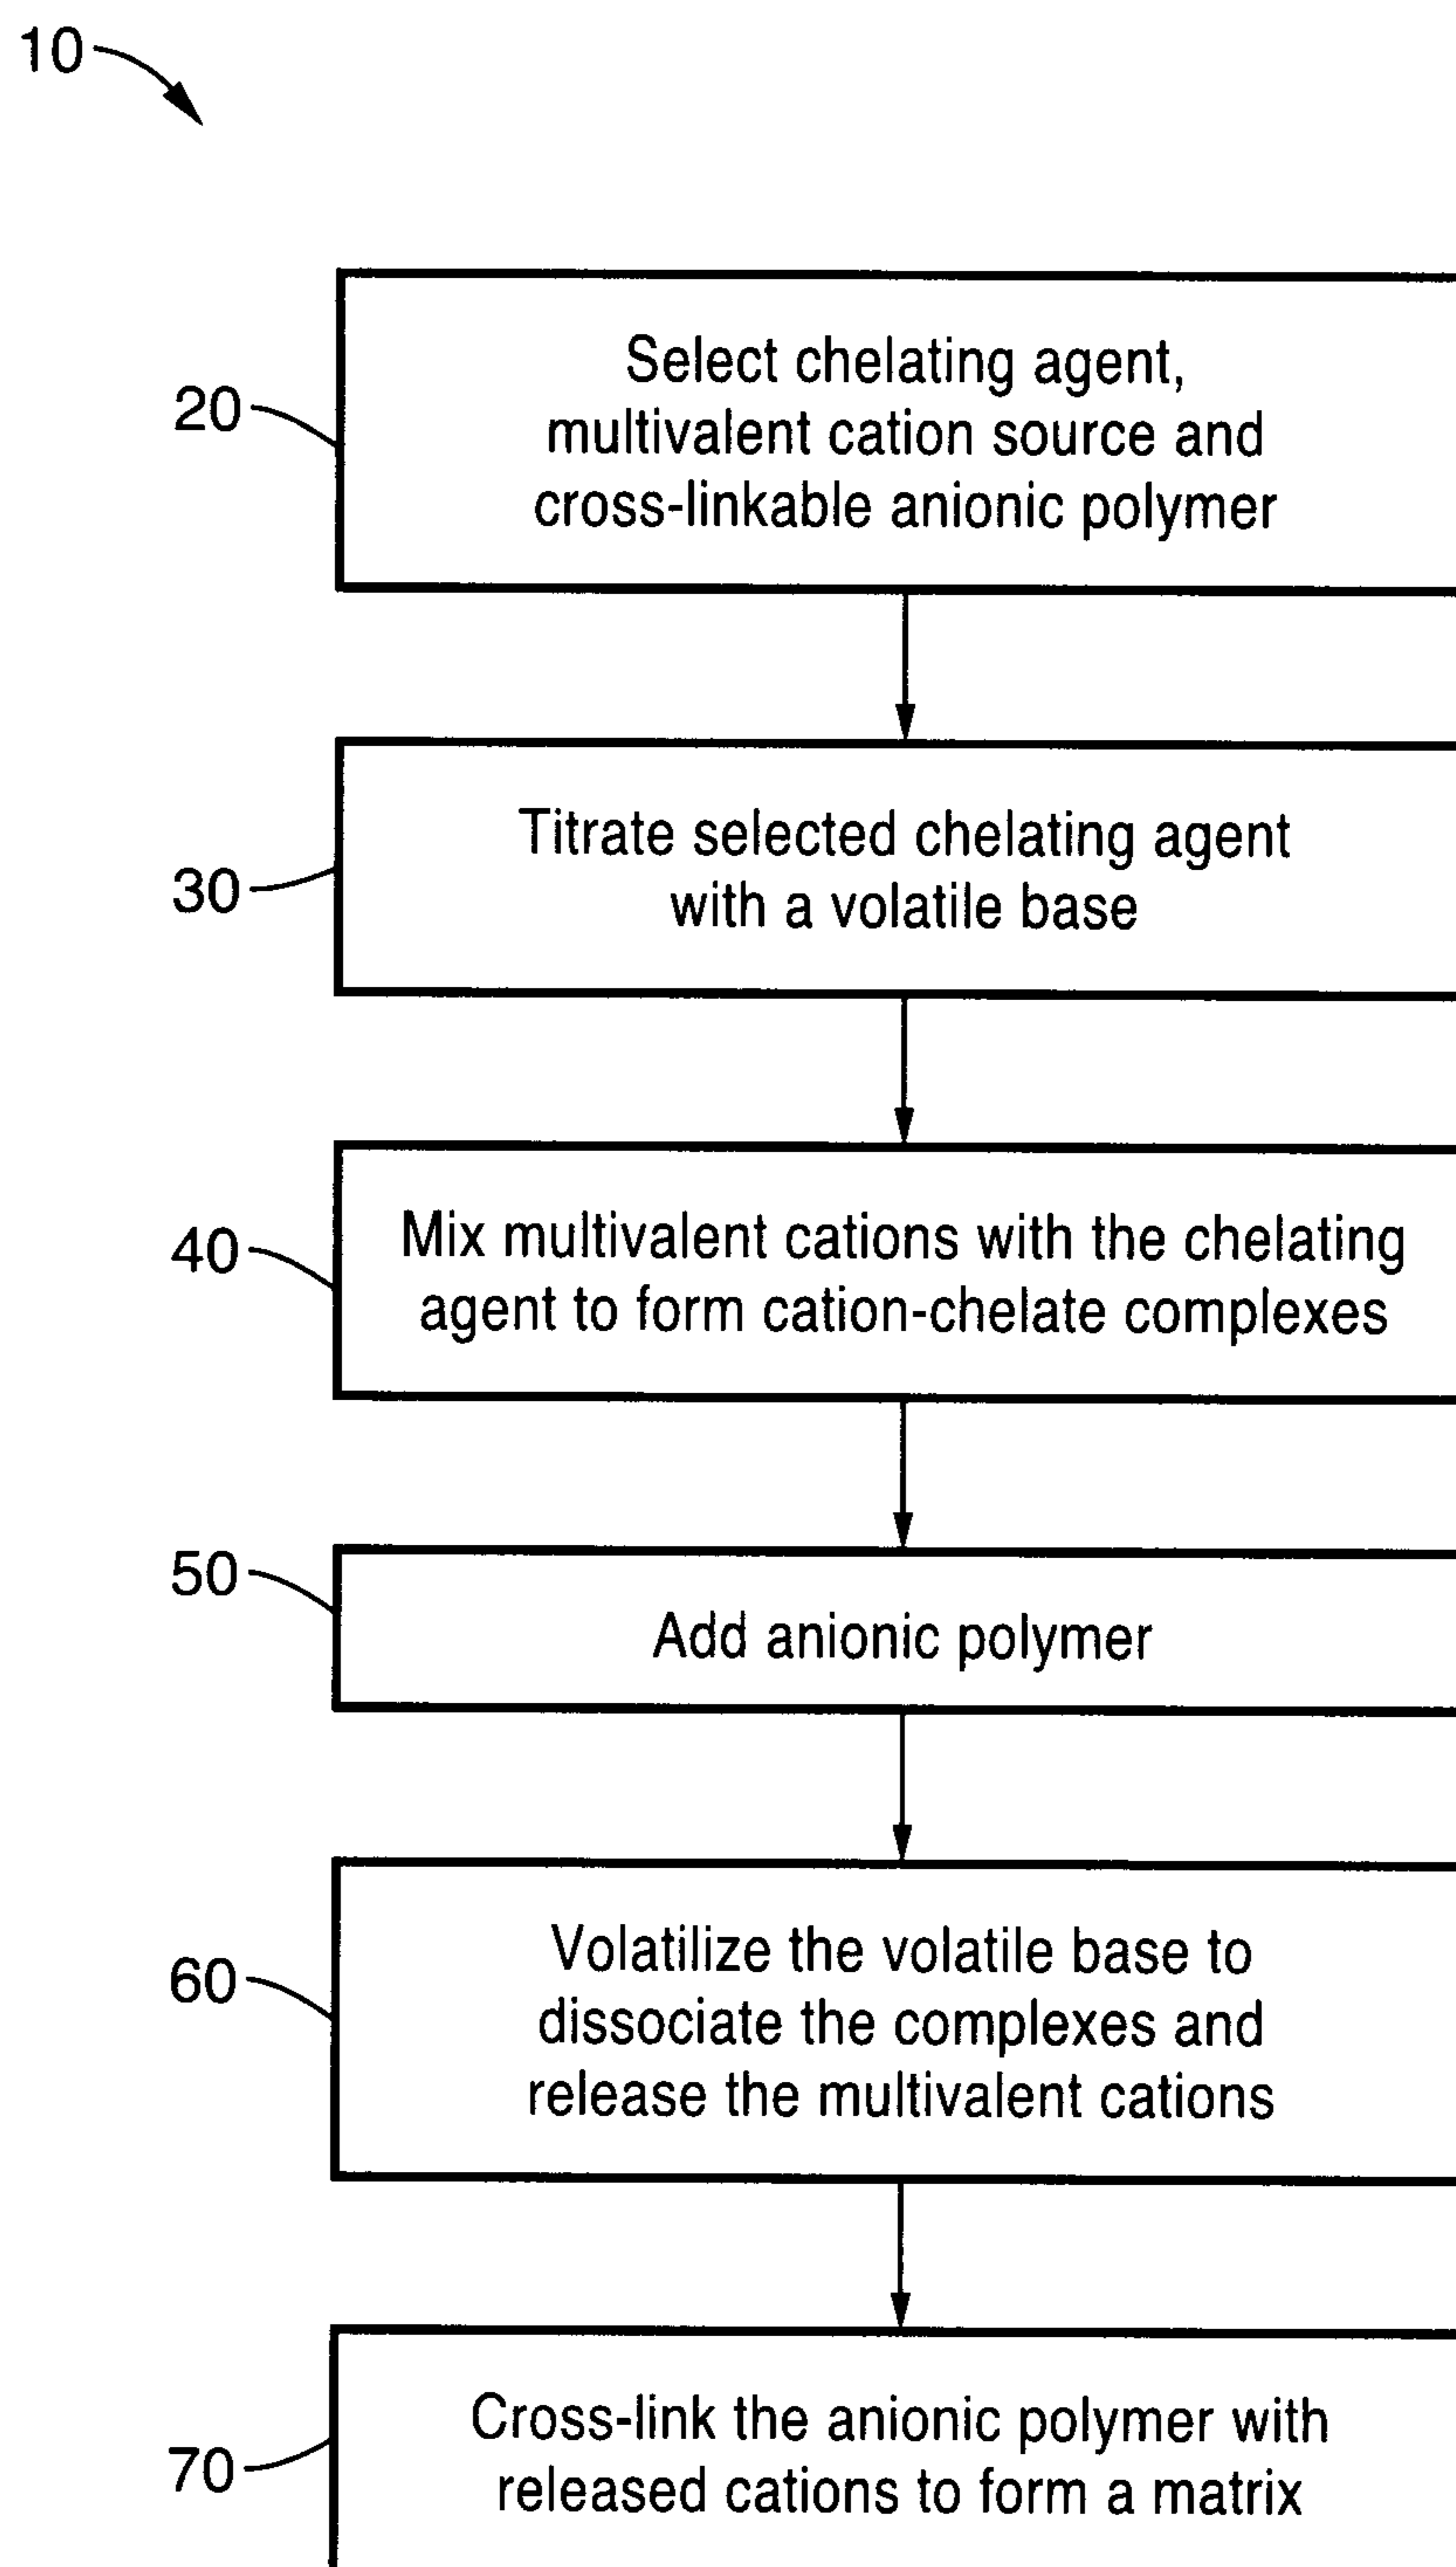 10
20
Select chelating agent,
multivalent cation source and
cross-linkable anionic polymer
30
Titrate selected chelating agent
with a volatile base
40
Mix multivalent cations with the chelating
agent to form cation-chelate complexes
50
Add anionic polymer
60
Volatilize the volatile base to
dissociate the complexes and
release the multivalent cations
70
Cross-link the anionic polymer with
released cations to form a matrix